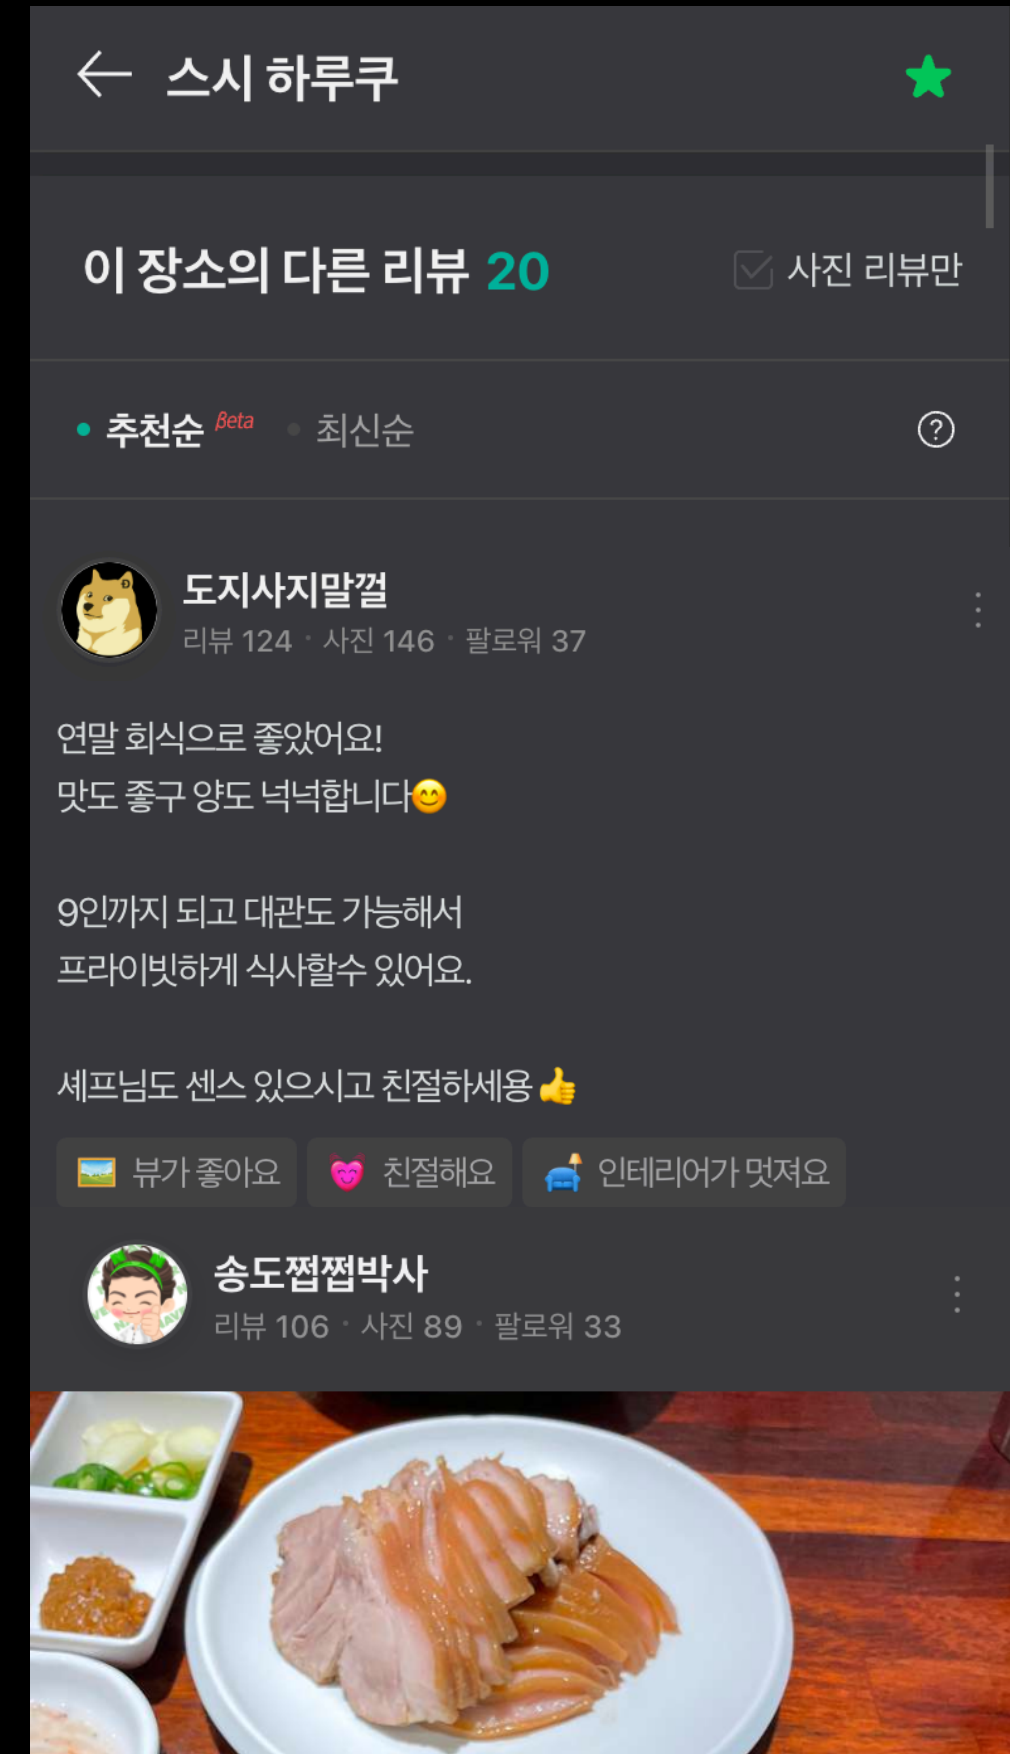 스시 하루쿠
이 장소의 다른 리뷰 20
사진 리뷰만
추천순 Beta
최신순
도지사지말껄
리뷰 124 · 사진 146 · 팔로워 37
연말 회식으로 좋았어요!
맛도 좋구 양도 넉넉합니다😊
9인까지 되고 대관도 가능해서
프라이빗하게 식사할수 있어요.
셰프님도 센스 있으시고 친절하세용👍
뷰가 좋아요
친절해요
인테리어가 멋져요
송도쩝쩝박사
리뷰 106 · 사진 89 · 팔로워 33